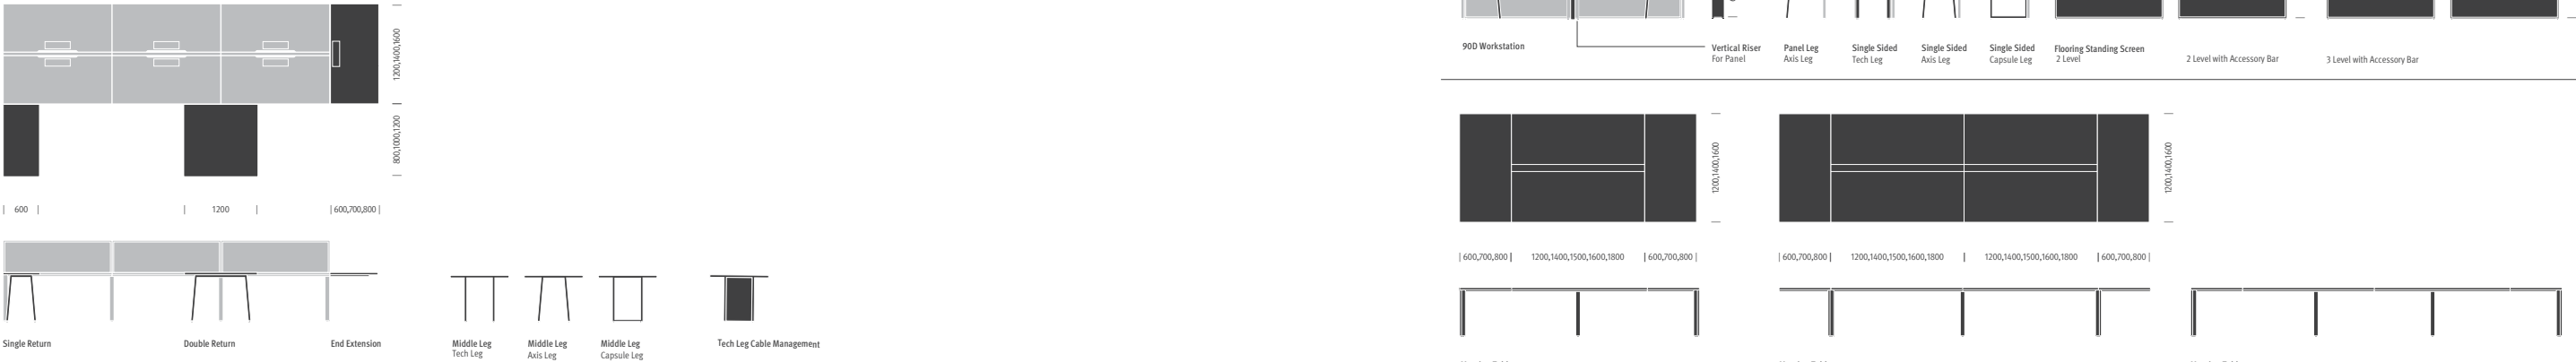 1200,1400,1600
800,1000,1200
600
1200
600,700,800
Single Return
Double Return
End Extension
Middle Leg
Tech Leg
Middle Leg
Axis Leg
Middle Leg
Capsule Leg
Tech Leg Cable Management
90D Workstation
Vertical Riser
For Panel
Panel Leg
Axis Leg
Single Sided
Tech Leg
Single Sided
Axis Leg
Single Sided
Capsule Leg
Flooring Standing Screen
2 Level
2 Level with Accessory Bar
3 Level with Accessory Bar
1200,1400,1600
1200,1400,1600
600,700,800
1200,1400,1500,1600,1800
600,700,800
600,700,800
1200,1400,1500,1600,1800
1200,1400,1500,1600,1800
600,700,800